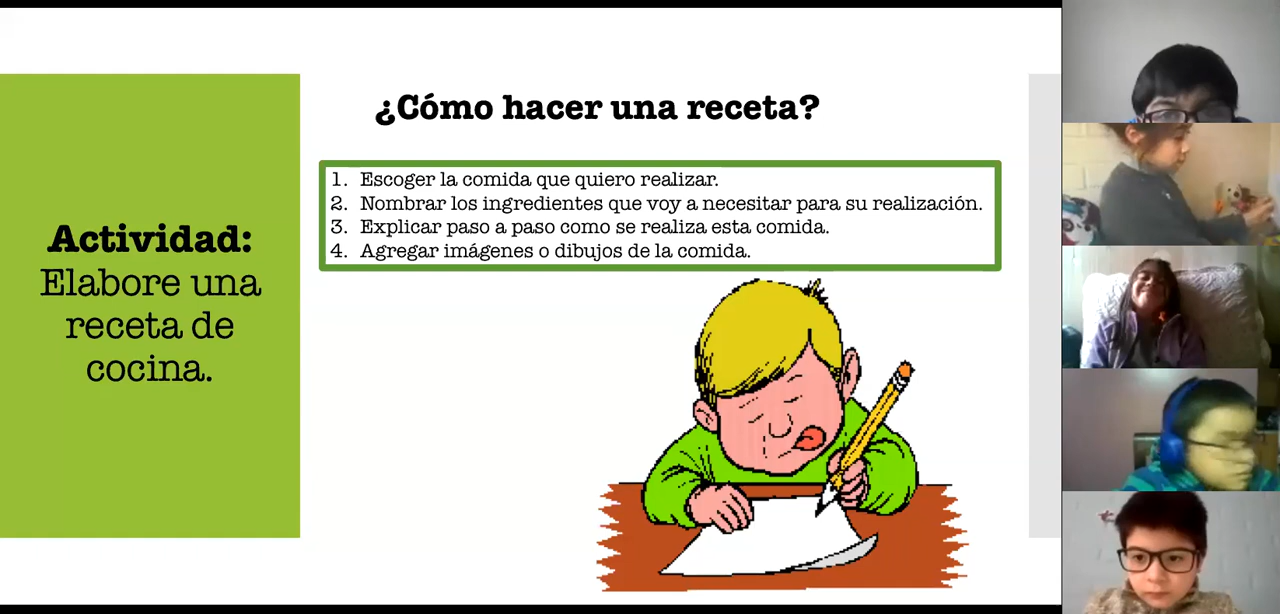 Actividad:
Elabore una
receta de
cocina.
¿Cómo hacer una receta?
1. Escoger la comida que quiero realizar.
2. Nombrar los ingredientes que voy a necesitar para su realización.
3. Explicar paso a paso como se realiza esta comida.
4. Agregar imágenes o dibujos de la comida.